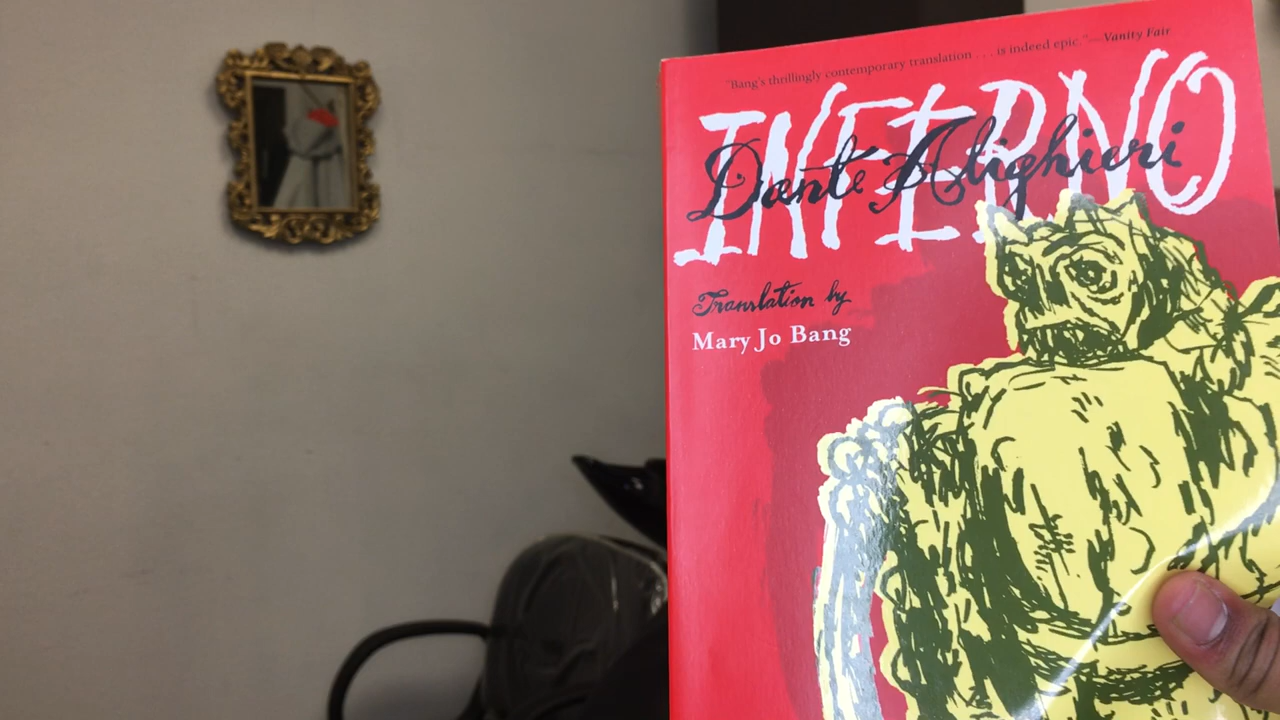 "Bang's thrillingly contemporary translation . . . is indeed epic."—Vanity Fair
INFERNO
Dante Alighieri
Translation by
Mary Jo Bang